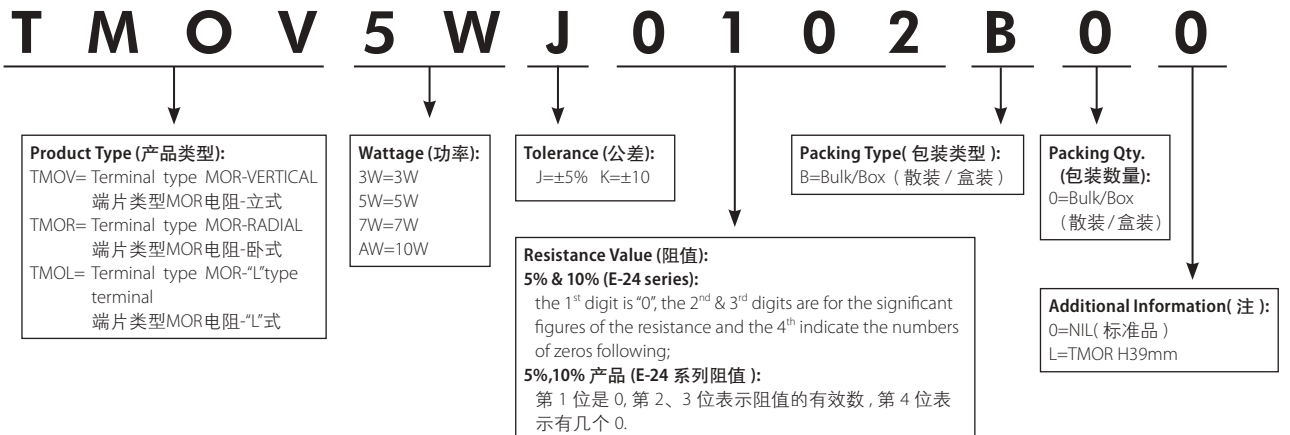 T M O V 5 W J 0 1 0 2 B 0 0
Product Type (产品类型):
TMOV= Terminal type MOR-VERTICAL
端片类型MOR电阻-立式
TMOR= Terminal type MOR-RADIAL
端片类型MOR电阻-卧式
TMOL= Terminal type MOR-“L”type
terminal
端片类型MOR电阻-“L”式
Wattage (功率):
3W=3W
5W=5W
7W=7W
AW=10W
Tolerance (公差):
J=±5% K=±10
Resistance Value (阻值):
5% & 10% (E-24 series):
the 1st digit is “0”, the 2nd & 3rd digits are for the significant
figures of the resistance and the 4th indicate the numbers
of zeros following;
5%,10% 产品 (E-24 系列阻值 ):
第 1 位是 0, 第 2、3 位表示阻值的有效数 , 第 4 位表
示有几个 0.
Packing Type( 包装类型 ):
B=Bulk/Box ( 散装 / 盒装 )
Packing Qty.
(包装数量):
0=Bulk/Box
(散装/盒装)
Additional Information( 注 ):
0=NIL( 标准品 )
L=TMOR H39mm